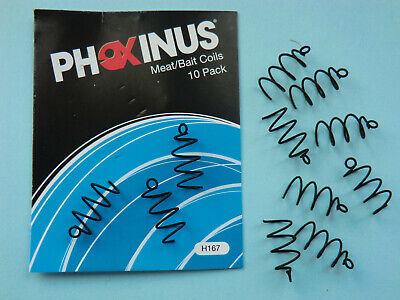 PHOXINUS
Meat/Bait Coils
10 Pack
H167